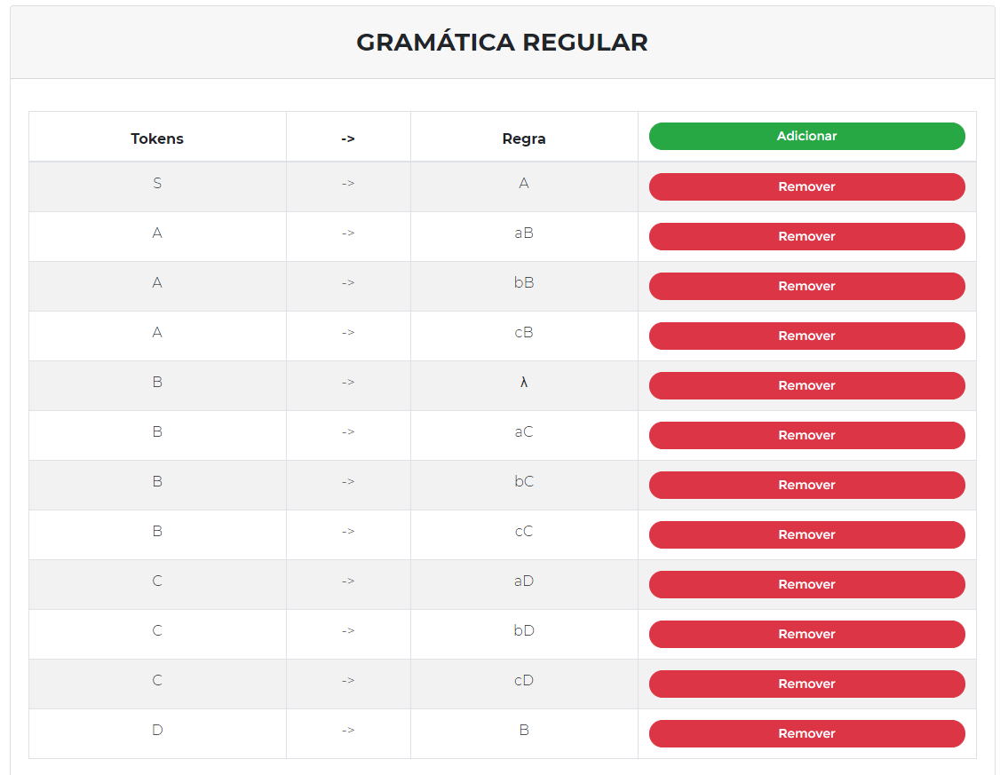 GRAMÁTICA REGULAR
Tokens -> Regra Adicionar
S -> A Remover
A -> aB Remover
A -> bB Remover
A -> cB Remover
B -> λ Remover
B -> aC Remover
B -> bC Remover
B -> cC Remover
C -> aD Remover
C -> bD Remover
C -> cD Remover
D -> B Remover